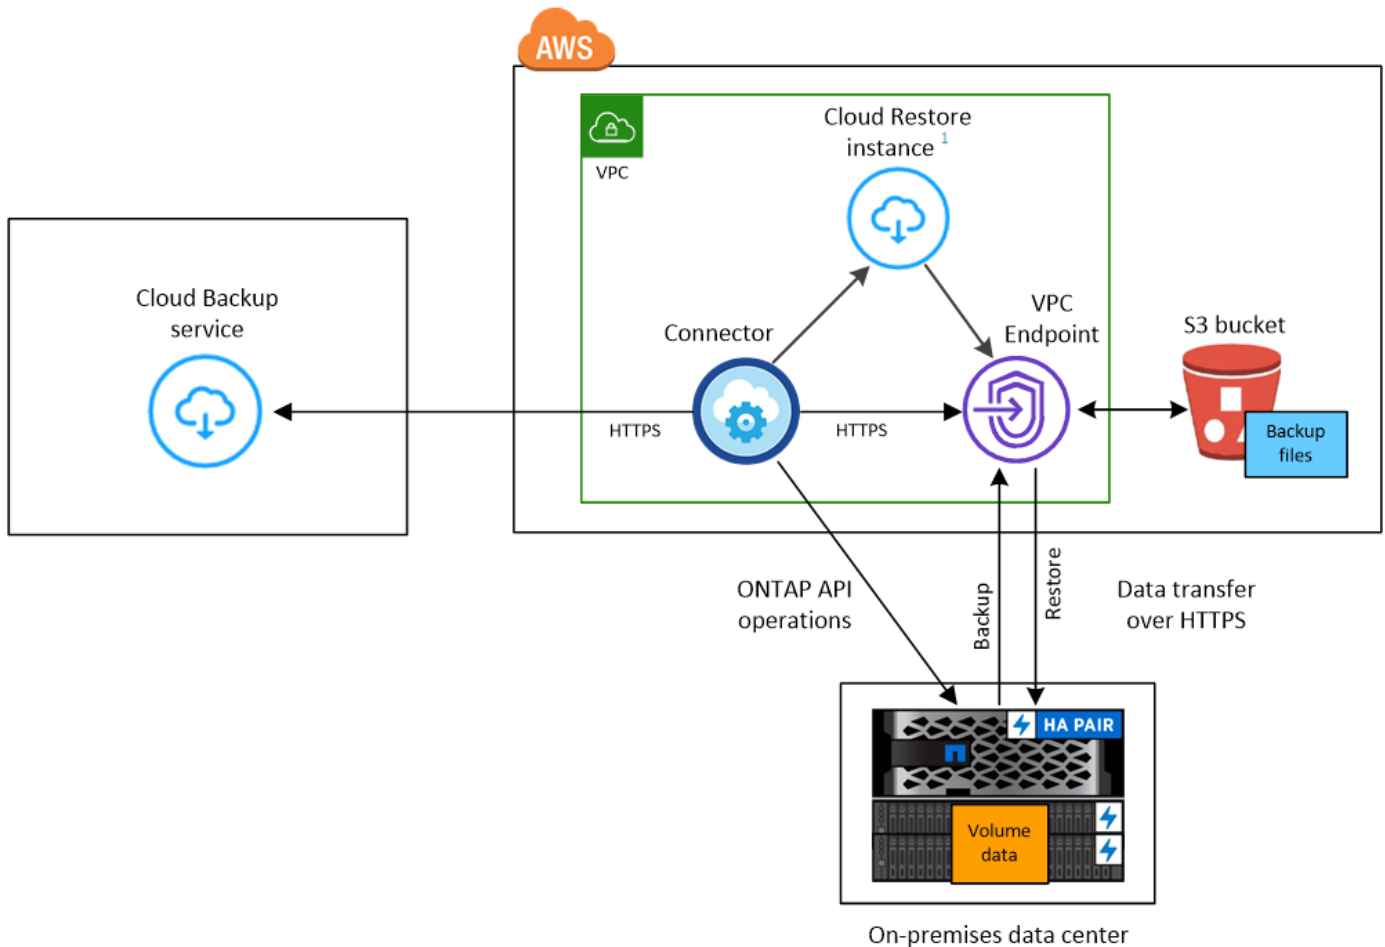 AWS
VPC
Cloud Restore
instance 1
Cloud Backup
service
Connector
VPC
Endpoint
S3 bucket
HTTPS
HTTPS
Backup
files
ONTAP API
operations
Backup
Restore
Data transfer
over HTTPS
HA PAIR
Volume
data
On-premises data center